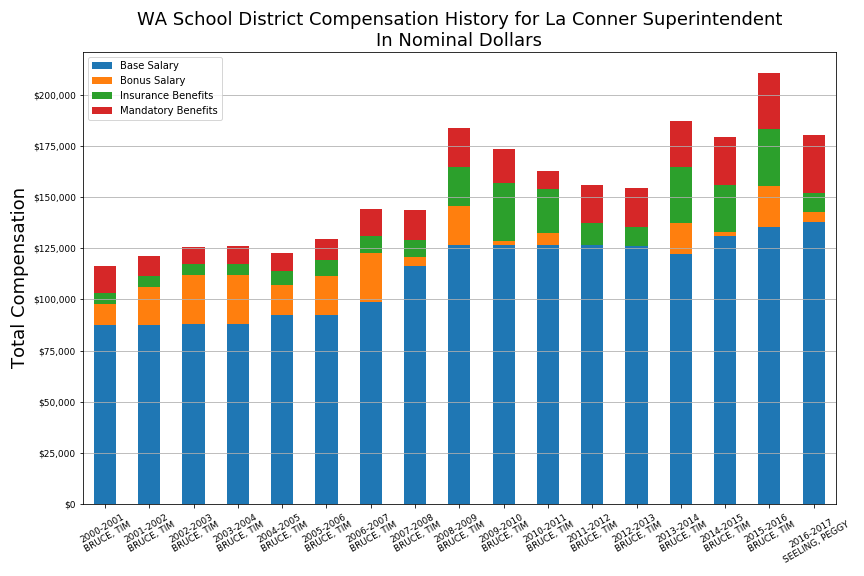 WA School District Compensation History for La Conner Superintendent
In Nominal Dollars
Base Salary
Bonus Salary
Insurance Benefits
Mandatory Benefits
Total Compensation
$200,000
$175,000
$150,000
$125,000
$100,000
$75,000
$50,000
$25,000
$0
2000-2001
BRUCE, TIM
2001-2002
BRUCE, TIM
2002-2003
BRUCE, TIM
2003-2004
BRUCE, TIM
2004-2005
BRUCE, TIM
2005-2006
BRUCE, TIM
2006-2007
BRUCE, TIM
2007-2008
BRUCE, TIM
2008-2009
BRUCE, TIM
2009-2010
BRUCE, TIM
2010-2011
BRUCE, TIM
2011-2012
BRUCE, TIM
2012-2013
BRUCE, TIM
2013-2014
BRUCE, TIM
2014-2015
BRUCE, TIM
2015-2016
BRUCE, TIM
2016-2017
SEELING, PEGGY